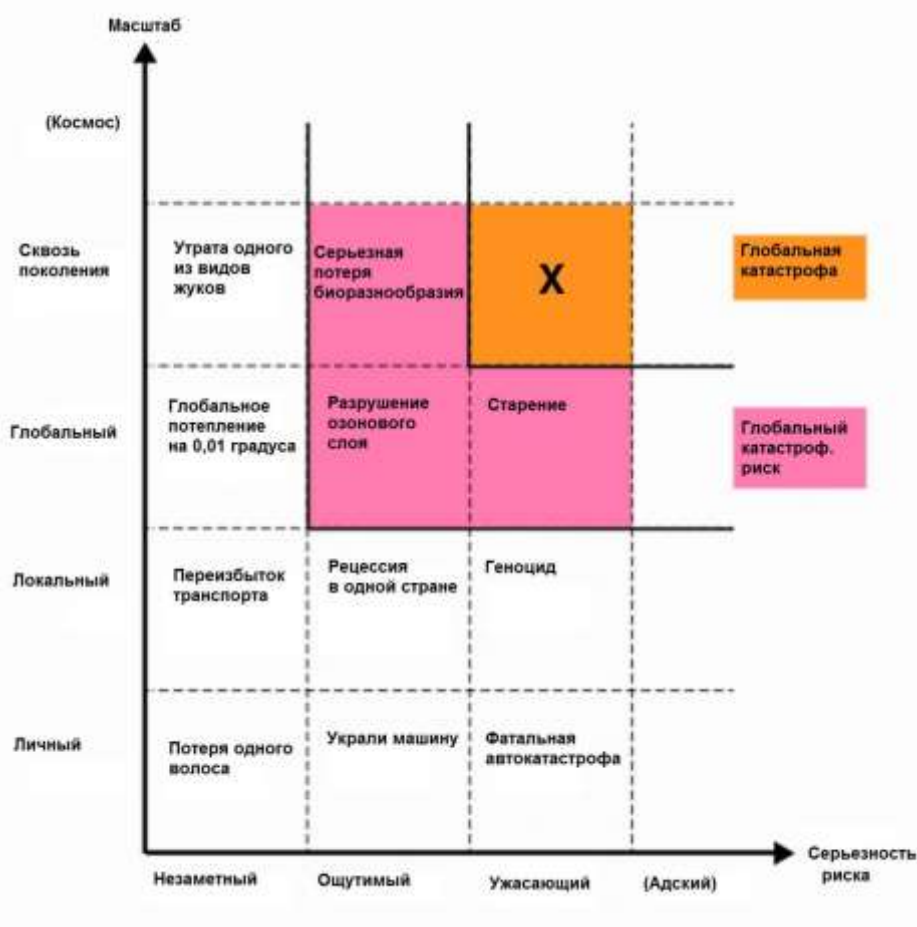 Масштаб
(Космос)
Сквозь
поколения
Утрата одного
из видов
жуков
Серьезная
потеря
биоразнообразия
X
Глобальная
катастрофа
Глобальный
Глобальное
потепление
на 0,01 градуса
Разрушение
озонового
слоя
Старение
Глобальный
катастроф.
риск
Локальный
Переизбыток
транспорта
Рецессия
в одной стране
Геноцид
Личный
Потеря одного
волоса
Украли машину
Фатальная
автокатастрофа
Серьезность
риска
Незаметный
Ощутимый
Ужасающий
(Адский)